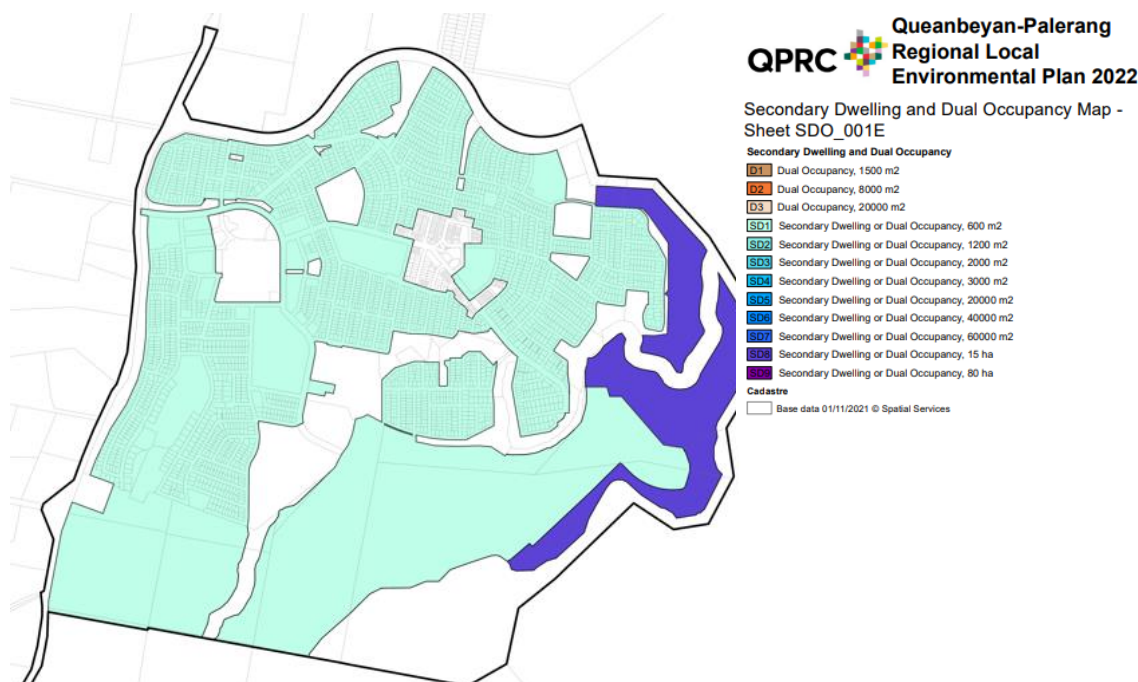 QPRC
Queanbeyan-Palerang
Regional Local
Environmental Plan 2022
Secondary Dwelling and Dual Occupancy Map -
Sheet SDO_001E
Secondary Dwelling and Dual Occupancy
D1 Dual Occupancy, 1500 m2
D2 Dual Occupancy, 8000 m2
D3 Dual Occupancy, 20000 m2
SD1 Secondary Dwelling or Dual Occupancy, 600 m2
SD2 Secondary Dwelling or Dual Occupancy, 1200 m2
SD3 Secondary Dwelling or Dual Occupancy, 2000 m2
SD4 Secondary Dwelling or Dual Occupancy, 3000 m2
SD5 Secondary Dwelling or Dual Occupancy, 20000 m2
SD6 Secondary Dwelling or Dual Occupancy, 40000 m2
SD7 Secondary Dwelling or Dual Occupancy, 60000 m2
SD8 Secondary Dwelling or Dual Occupancy, 15 ha
SD9 Secondary Dwelling or Dual Occupancy, 80 ha
Cadastre
Base data 01/11/2021 © Spatial Services